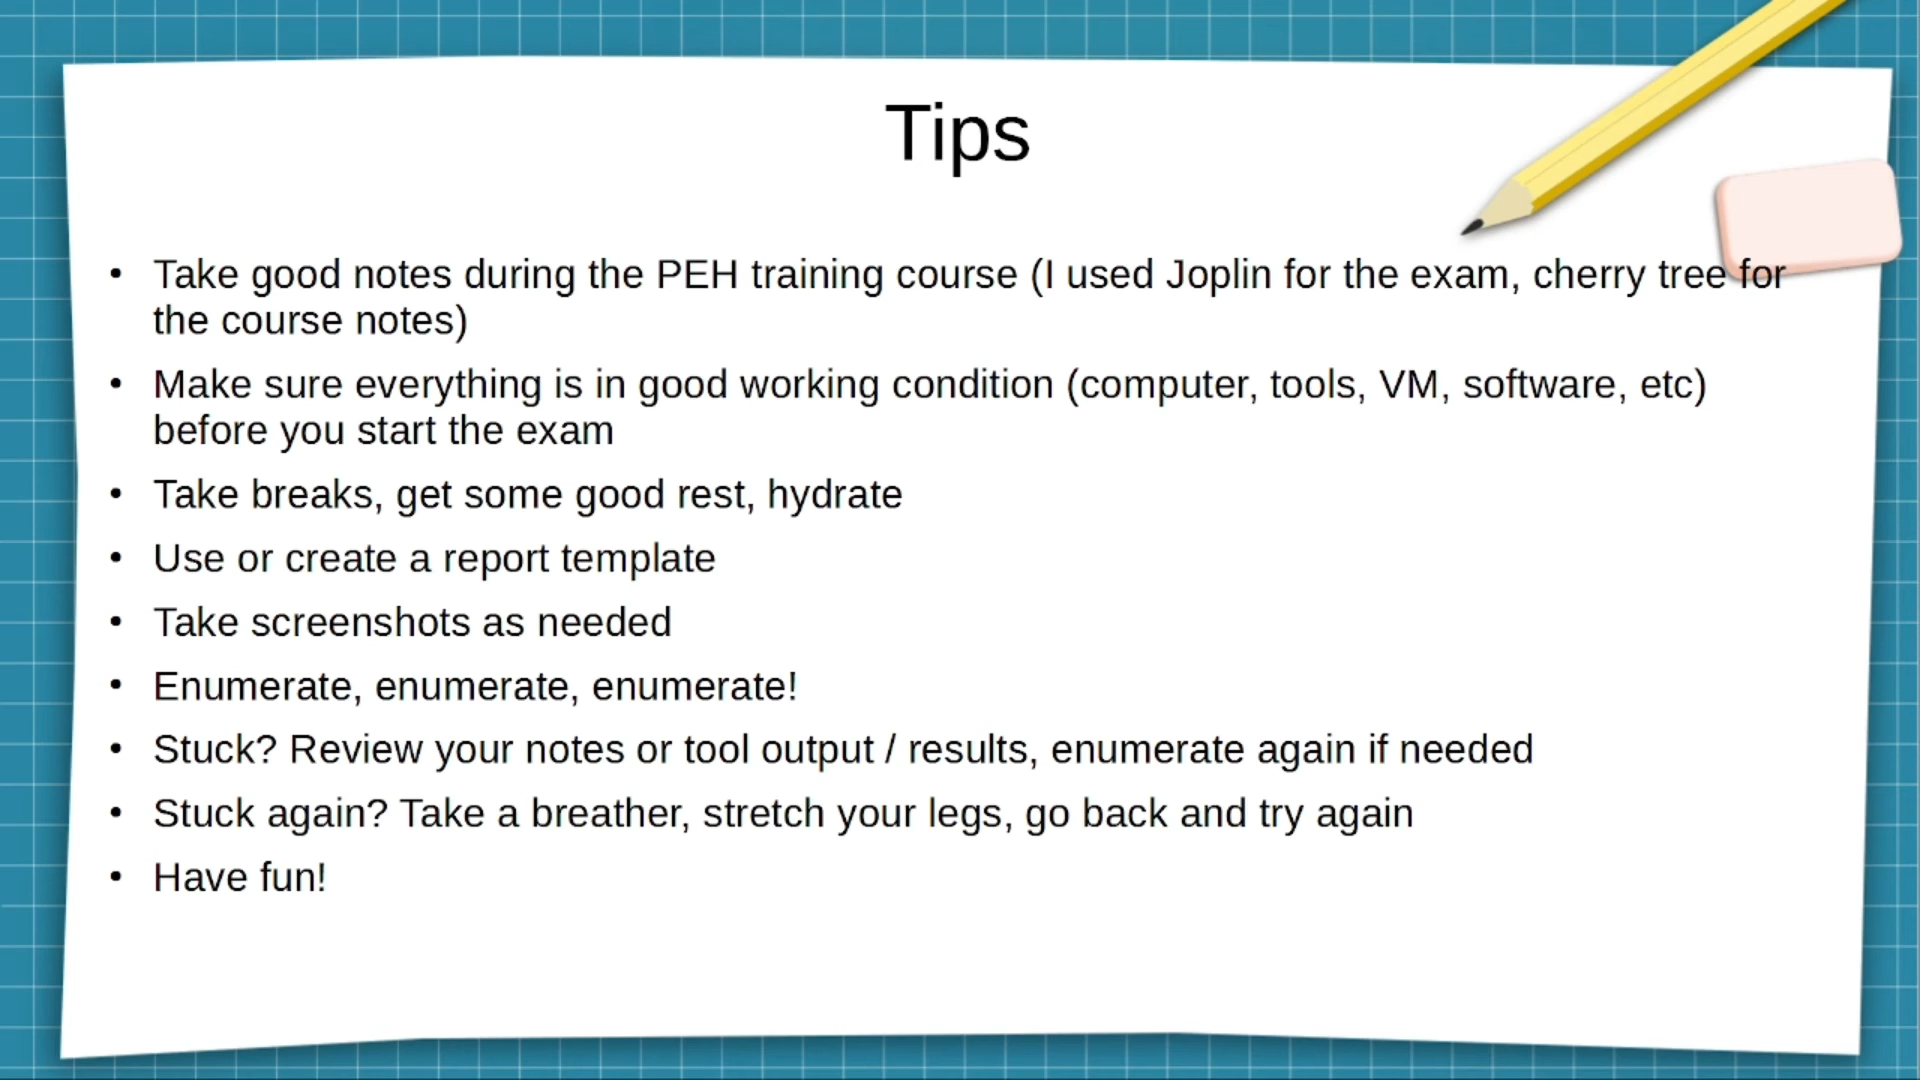 Tips
• Take good notes during the PEH training course (I used Joplin for the exam, cherry tree for
the course notes)
• Make sure everything is in good working condition (computer, tools, VM, software, etc)
before you start the exam
• Take breaks, get some good rest, hydrate
• Use or create a report template
• Take screenshots as needed
• Enumerate, enumerate, enumerate!
• Stuck? Review your notes or tool output / results, enumerate again if needed
• Stuck again? Take a breather, stretch your legs, go back and try again
• Have fun!